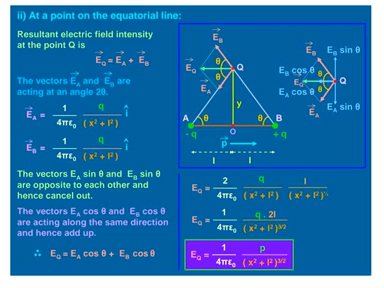 ii) At a point on the equatorial line:
Resultant electric field intensity
at the point Q is
E_Q = E_A + E_B
The vectors E_A and E_B are
acting at an angle 2θ.
E_A = 1 / 4πε₀ q / ( x² + l² ) î
E_B = 1 / 4πε₀ q / ( x² + l² ) î
The vectors E_A sin θ and E_B sin θ
are opposite to each other and
hence cancel out.
The vectors E_A cos θ and E_B cos θ
are acting along the same direction
and hence add up.
∴ E_Q = E_A cos θ + E_B cos θ
E_B
E_Q θ Q
θ
E_A
y
A θ θ B
- q O + q
p
l l
E_B E_B sin θ
E_B cos θ θ
E_Q Q
E_A cos θ θ
E_A E_A sin θ
E_Q = 2 / 4πε₀ q / ( x² + l² ) l / ( x² + l² )^½
E_Q = 1 / 4πε₀ q . 2l / ( x² + l² )^3/2
E_Q = 1 / 4πε₀ p / ( x² + l² )^3/2